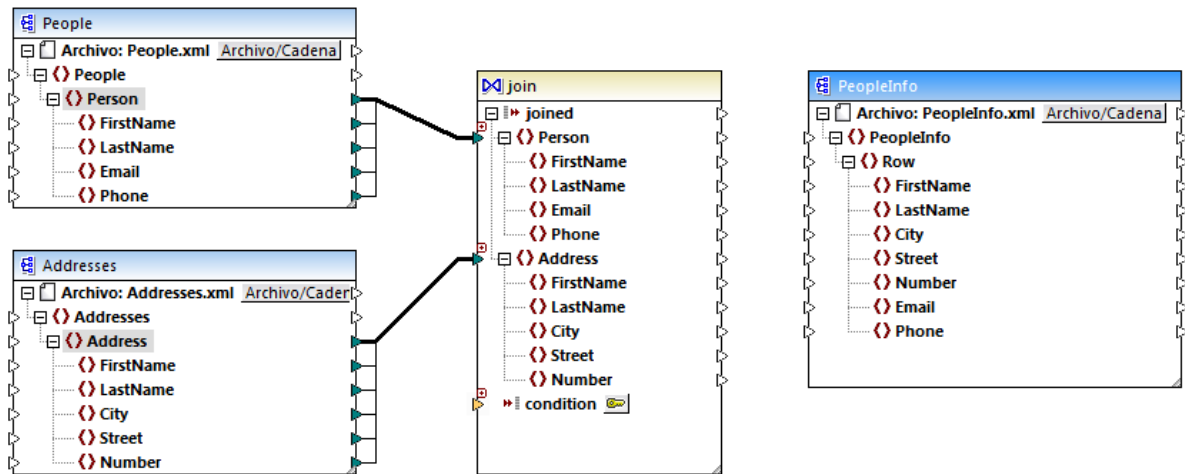 People
Archivo: People.xml Archivo/Cadena
People
Person
FirstName
LastName
Email
Phone
Addresses
Archivo: Addresses.xml Archivo/Caden
Addresses
Address
FirstName
LastName
City
Street
Number
join
joined
Person
FirstName
LastName
Email
Phone
Address
FirstName
LastName
City
Street
Number
condition
PeopleInfo
Archivo: PeopleInfo.xml Archivo/Cadena
PeopleInfo
Row
FirstName
LastName
City
Street
Number
Email
Phone